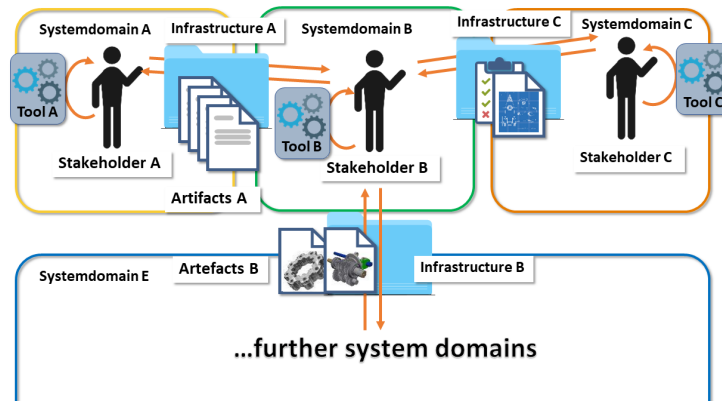 Systemdomain A
Infrastructure A
Systemdomain B
Infrastructure C
Systemdomain C
Tool A
Tool B
Tool C
Stakeholder A
Stakeholder B
Stakeholder C
Artifacts A
Artefacts B
Infrastructure B
Systemdomain E
...further system domains